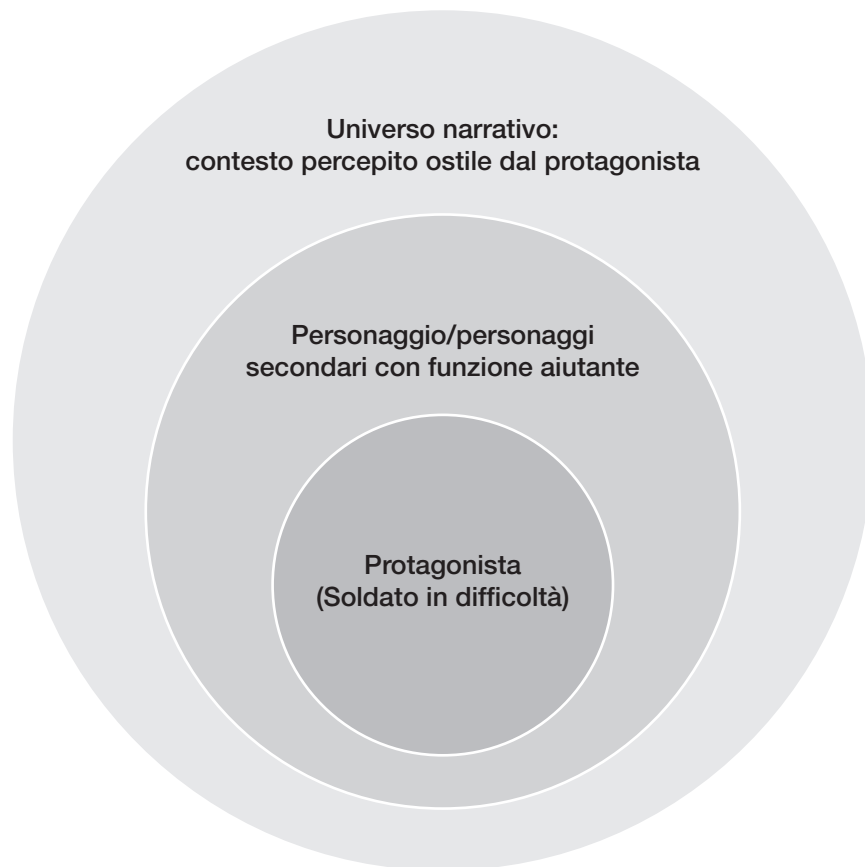 Universo narrativo:
contesto percepito ostile dal protagonista
Personaggio/personaggi
secondari con funzione aiutante
Protagonista
(Soldato in difficoltà)